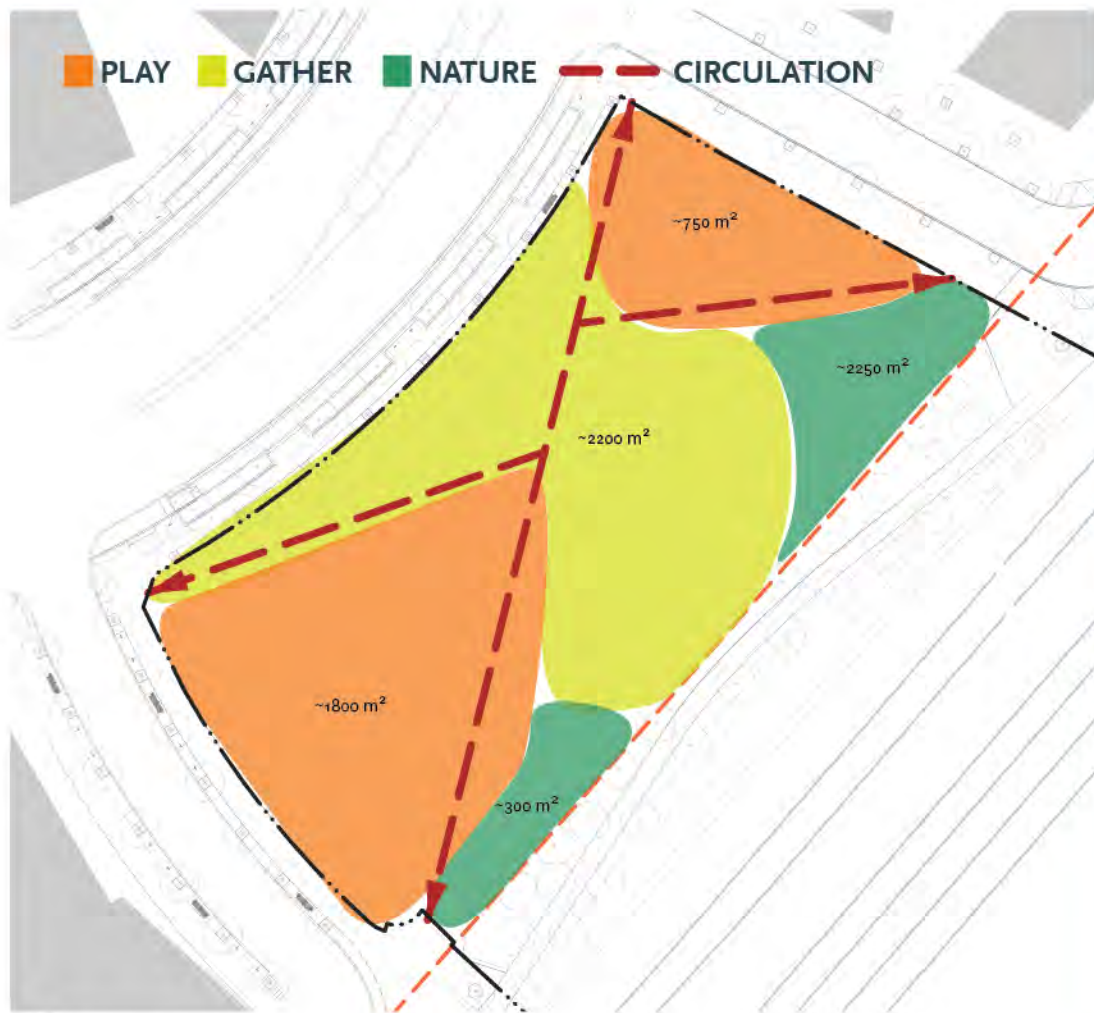 PLAY GATHER NATURE CIRCULATION
~750 m²
~2250 m²
~2200 m²
~1800 m²
~300 m²